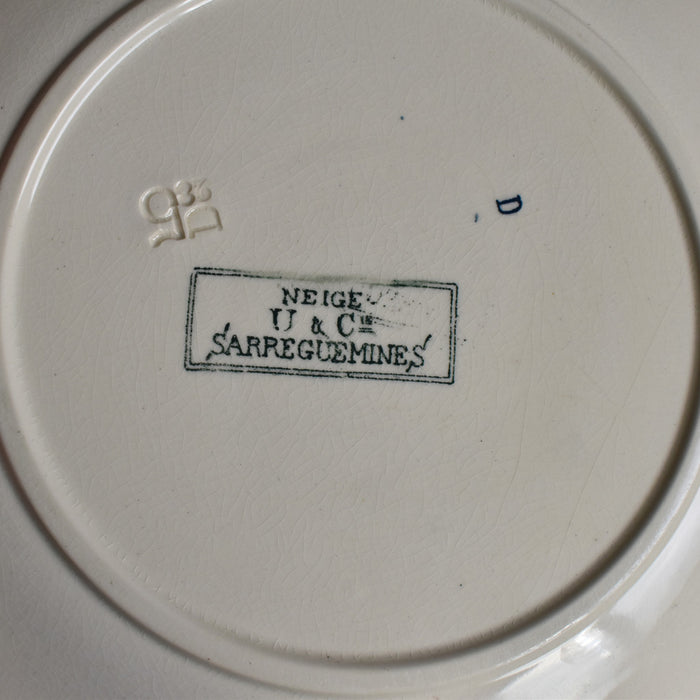 NEIGE
U & Cie
SARREGUEMINES
D